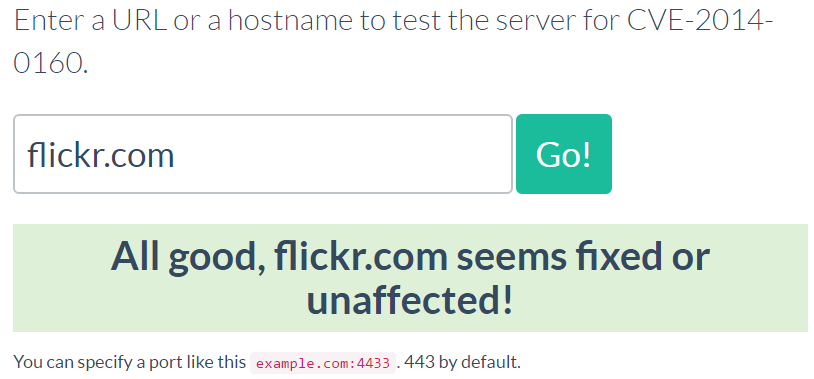 Enter a URL or a hostname to test the server for CVE-2014-
0160.
flickr.com Go!
All good, flickr.com seems fixed or
unaffected!
You can specify a port like this example.com:4433 . 443 by default.